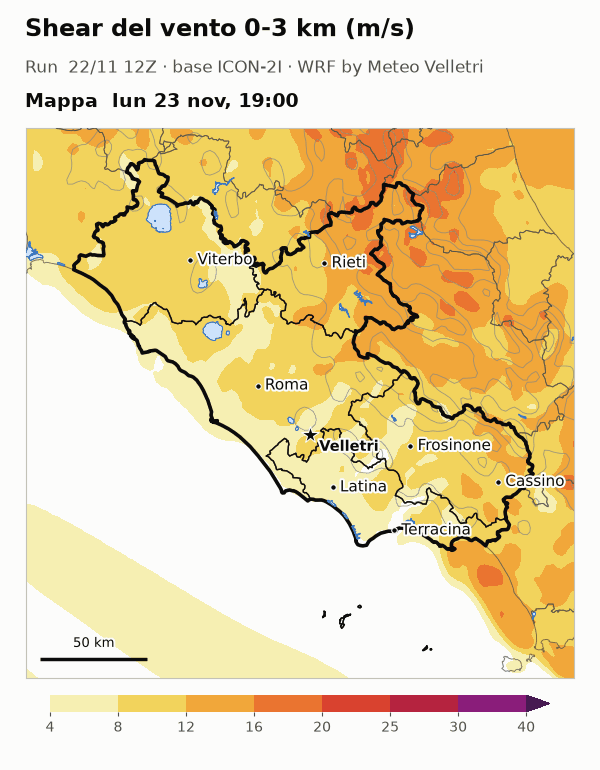 Shear del vento 0-3 km (m/s)
Run  22/11 12Z · base ICON-2I · WRF by Meteo Velletri
Mappa  lun 23 nov, 19:00
Viterbo
Rieti
Roma
Velletri
Frosinone
Latina
Cassino
Terracina
50 km
4 8 12 16 20 25 30 40